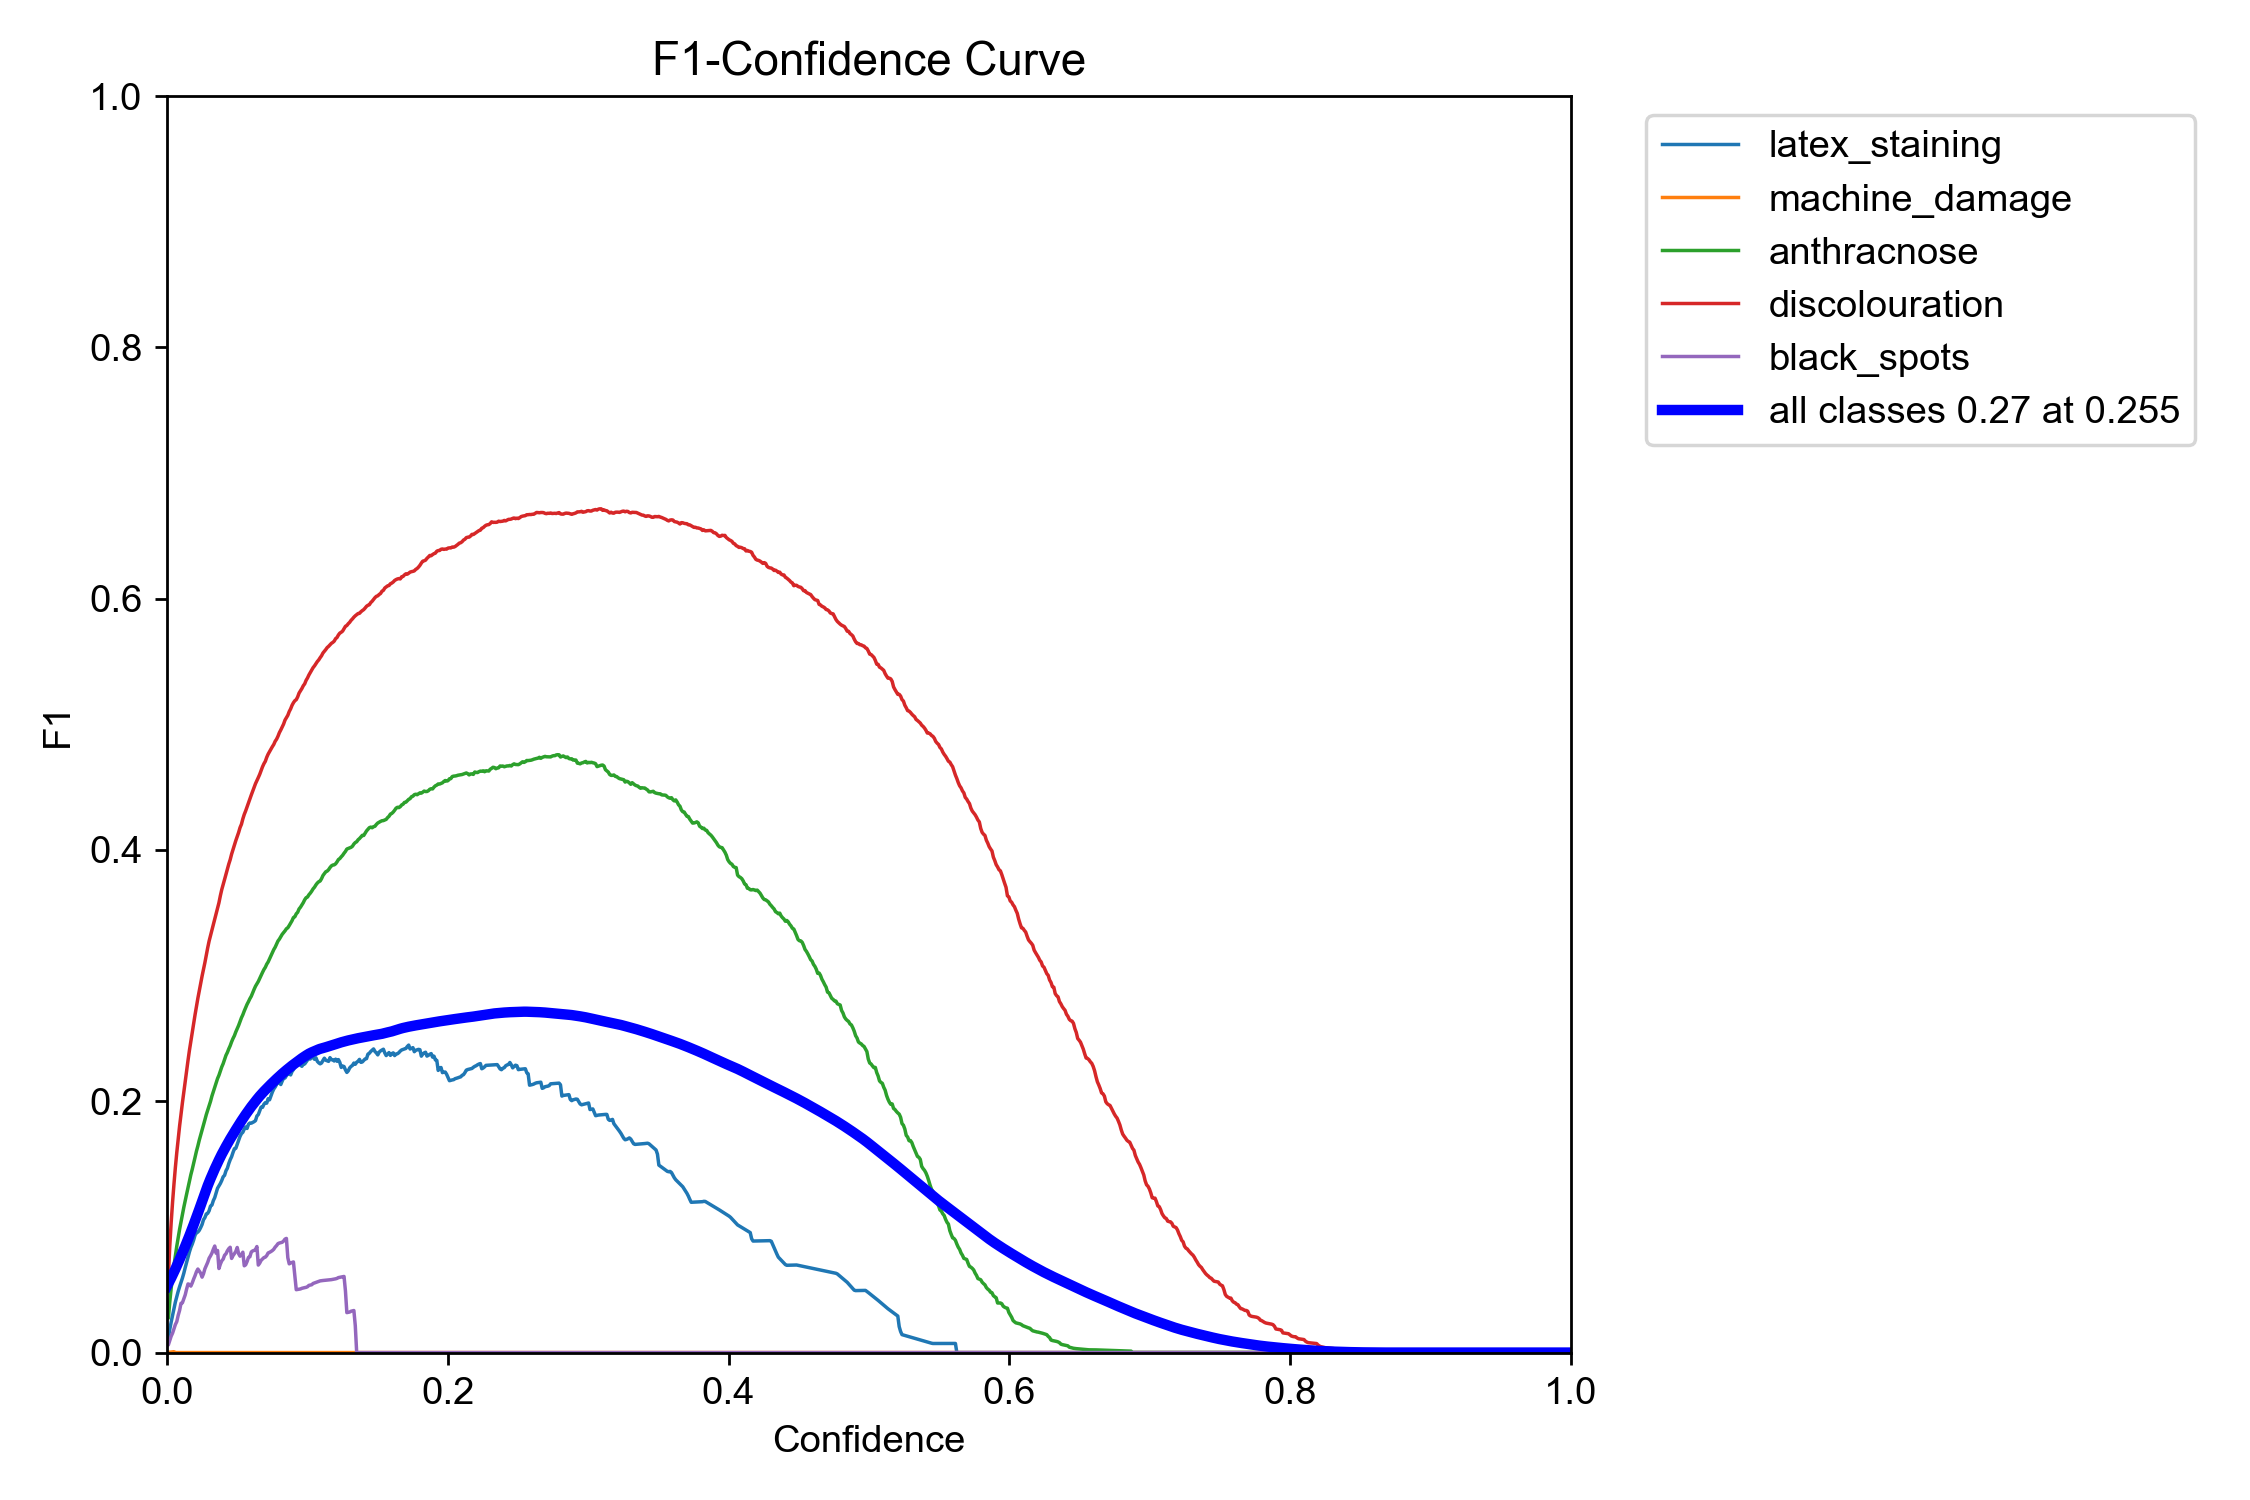 F1-Confidence Curve
1.0
0.8
0.6
0.4
0.2
0.0
F1
0.0 0.2 0.4 0.6 0.8 1.0
Confidence
latex_staining
machine_damage
anthracnose
discolouration
black_spots
all classes 0.27 at 0.255